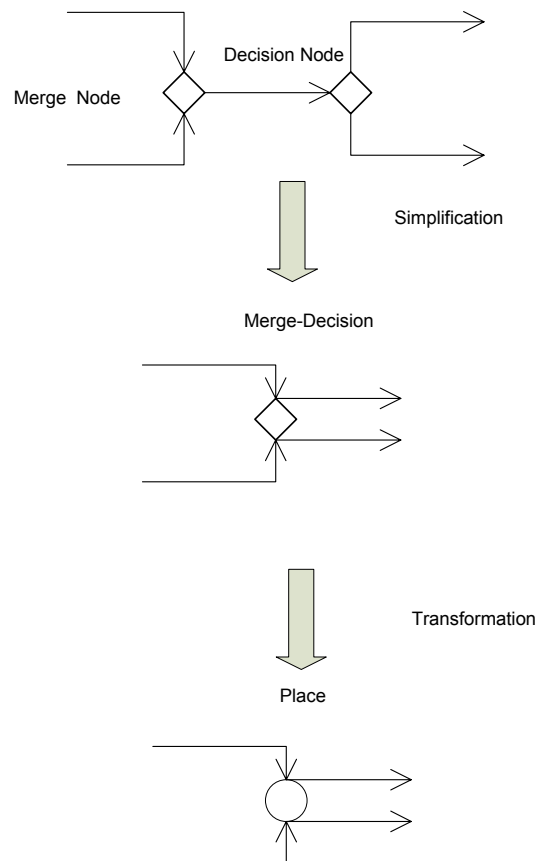 Decision Node
Merge Node
Simplification
Merge-Decision
Transformation
Place